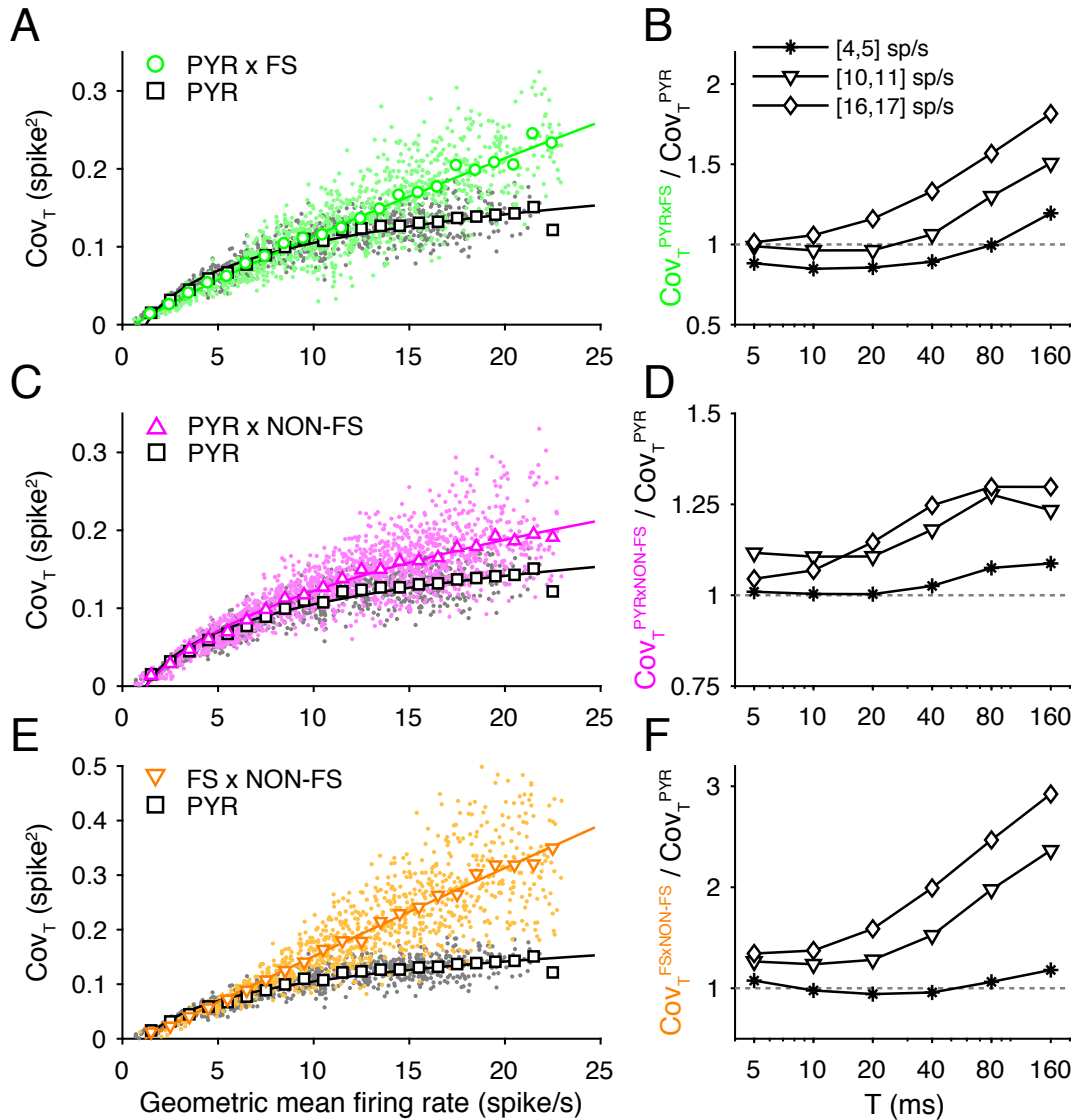 A
PYR x FS
PYR
Cov_T (spike²)
0.3
0.2
0.1
0
0 5 10 15 20 25
B
[4,5] sp/s
[10,11] sp/s
[16,17] sp/s
Cov_T^PYRxFS / Cov_T^PYR
2
1.5
1
0.5
5 10 20 40 80 160
C
PYR x NON-FS
PYR
Cov_T (spike²)
0.3
0.2
0.1
0
0 5 10 15 20 25
D
Cov_T^PYRxNON-FS / Cov_T^PYR
1.5
1.25
1
0.75
5 10 20 40 80 160
E
FS x NON-FS
PYR
Cov_T (spike²)
0.5
0.4
0.3
0.2
0.1
0
0 5 10 15 20 25
Geometric mean firing rate (spike/s)
F
Cov_T^FSxNON-FS / Cov_T^PYR
3
2
1
5 10 20 40 80 160
T (ms)